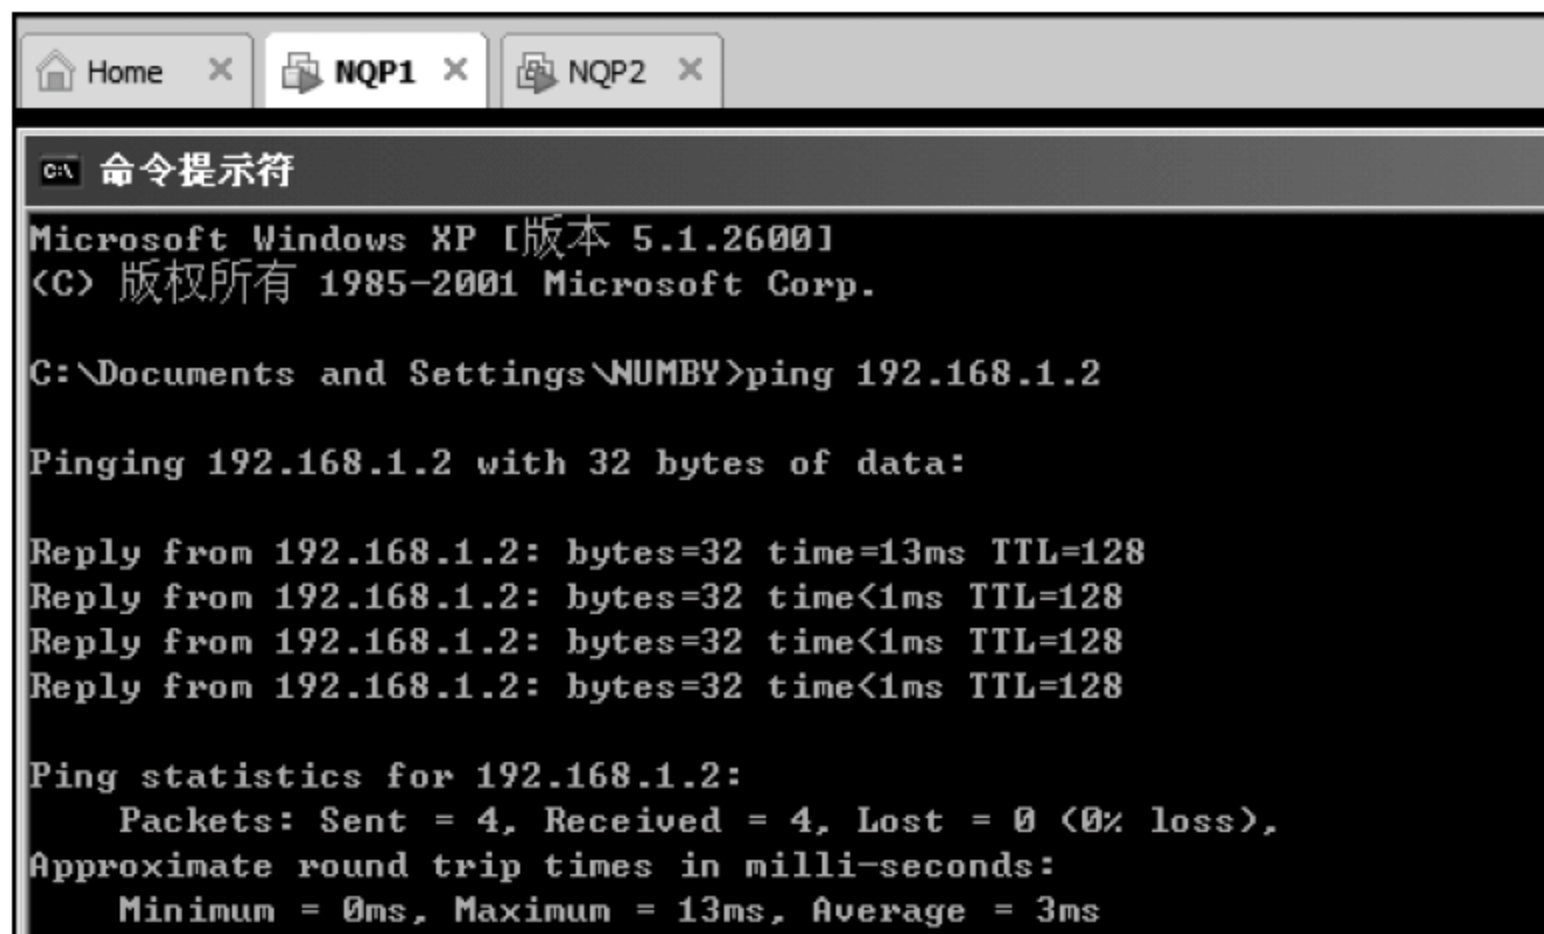 Home NQP1 NQP2
C:\ 命令提示符
Microsoft Windows XP [版本 5.1.2600]
(C) 版权所有 1985-2001 Microsoft Corp.
C:\Documents and Settings\NUMBY>ping 192.168.1.2
Pinging 192.168.1.2 with 32 bytes of data:
Reply from 192.168.1.2: bytes=32 time=13ms TTL=128
Reply from 192.168.1.2: bytes=32 time<1ms TTL=128
Reply from 192.168.1.2: bytes=32 time<1ms TTL=128
Reply from 192.168.1.2: bytes=32 time<1ms TTL=128
Ping statistics for 192.168.1.2:
Packets: Sent = 4, Received = 4, Lost = 0 (0% loss),
Approximate round trip times in milli-seconds:
Minimum = 0ms, Maximum = 13ms, Average = 3ms